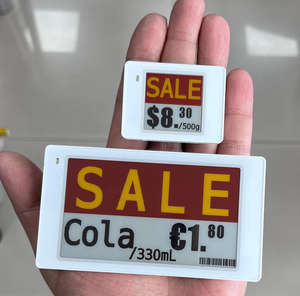 SALE
$8.30
/500g
SALE
Cola €1.80
/330mL